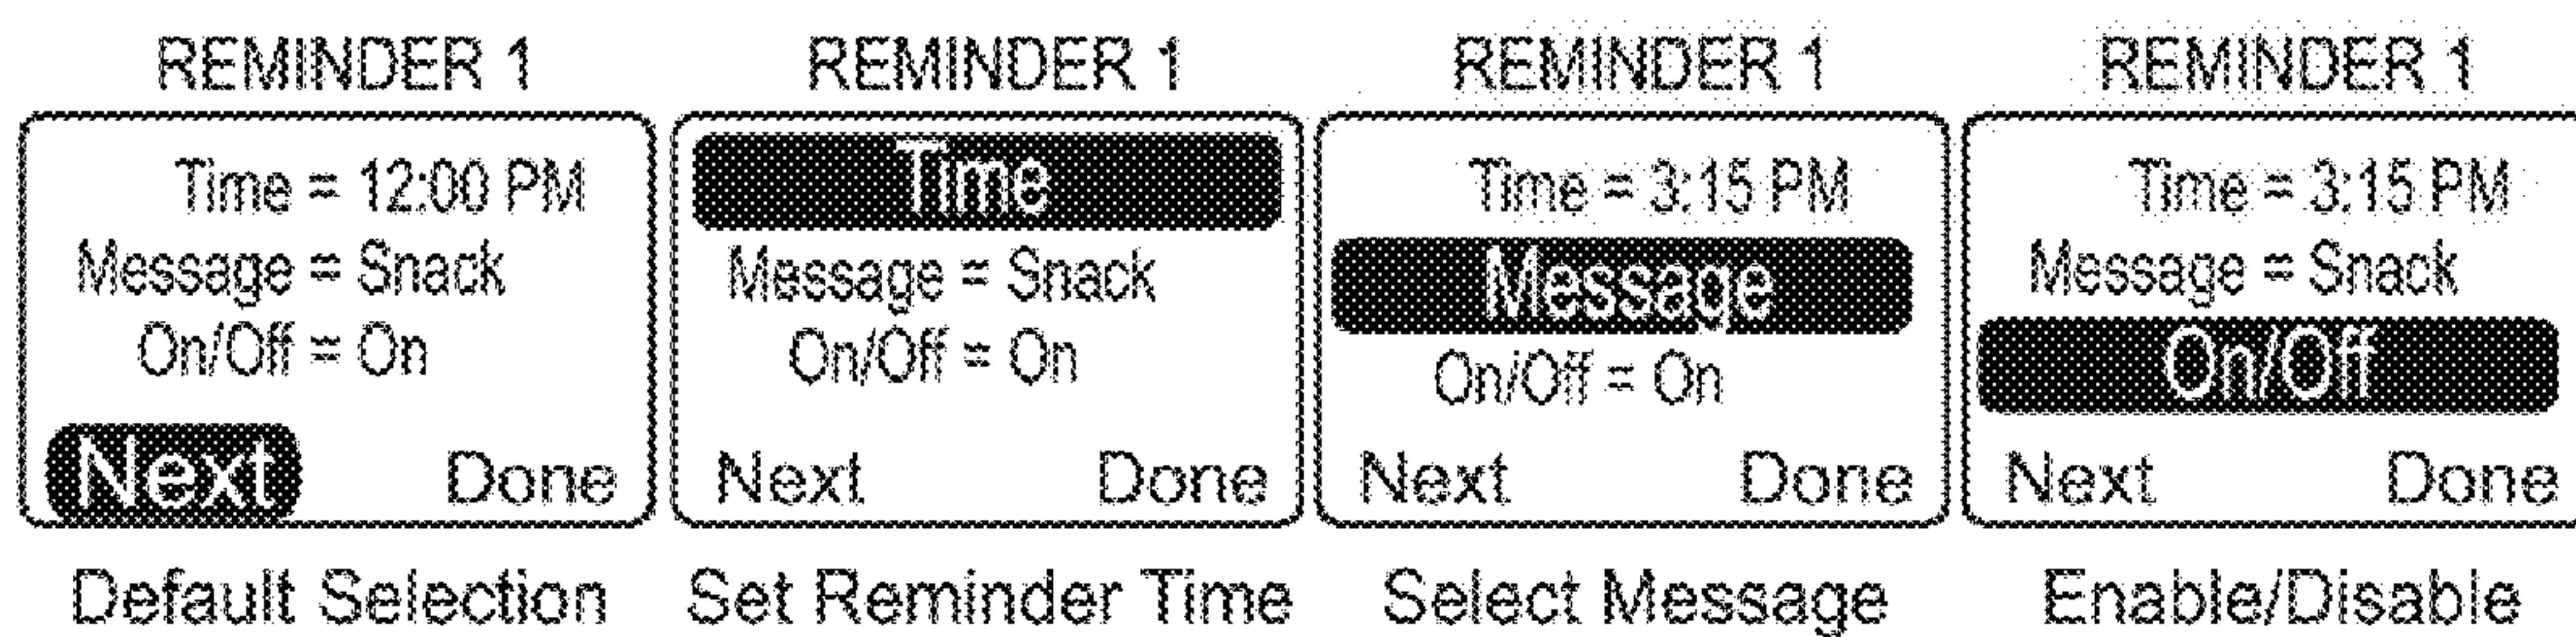 REMINDER 1
Time = 12:00 PM
Message = Snack
On/Off = On
Next Done
Default Selection
REMINDER 1
Time
Message = Snack
On/Off = On
Next Done
Set Reminder Time
REMINDER 1
Time = 3:15 PM
Message
On/Off = On
Next Done
Select Message
REMINDER 1
Time = 3:15 PM
Message = Snack
On/Off
Next Done
Enable/Disable